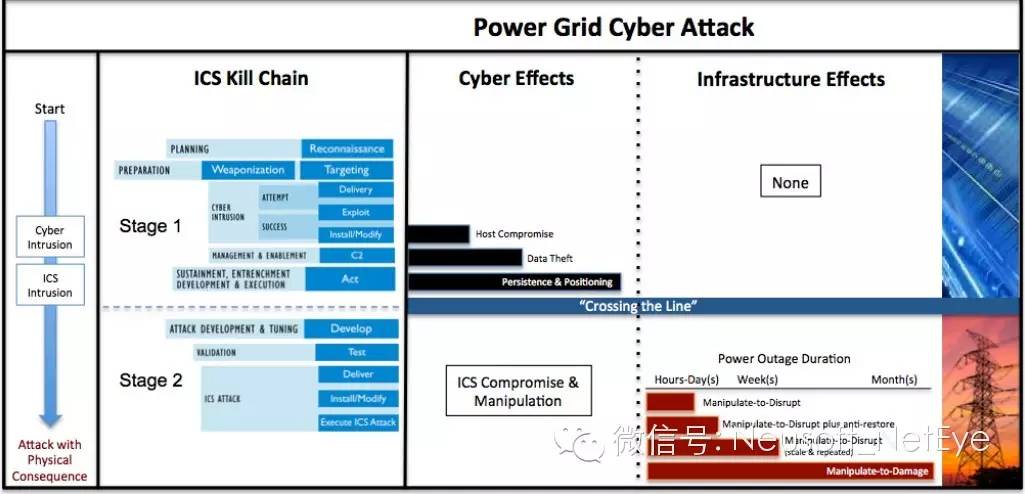 Power Grid Cyber Attack
Start
Cyber
Intrusion
ICS
Intrusion
Attack with
Physical
Consequence
ICS Kill Chain
PLANNING
Reconnaissance
PREPARATION
Weaponization
Targeting
Stage 1
CYBER
INTRUSION
ATTEMPT
SUCCESS
Delivery
Exploit
Install/Modify
MANAGEMENT & ENABLEMENT
C2
SUSTAINMENT, ENTRENCHMENT
DEVELOPMENT & EXECUTION
Act
Stage 2
ATTACK DEVELOPMENT & TUNING
Develop
VALIDATION
Test
ICS ATTACK
Deliver
Install/Modify
Execute ICS Attack
Cyber Effects
Host Compromise
Data Theft
Persistence & Positioning
"Crossing the Line"
ICS Compromise &
Manipulation
Infrastructure Effects
None
Power Outage Duration
Hours-Day(s) Week(s) Month(s)
Manipulate-to-Disrupt
Manipulate-to-Disrupt plus anti-restore
Manipulate-to-Disrupt
(scale & repeated)
Manipulate-to-Damage
微信号: Neusoft_NetEye